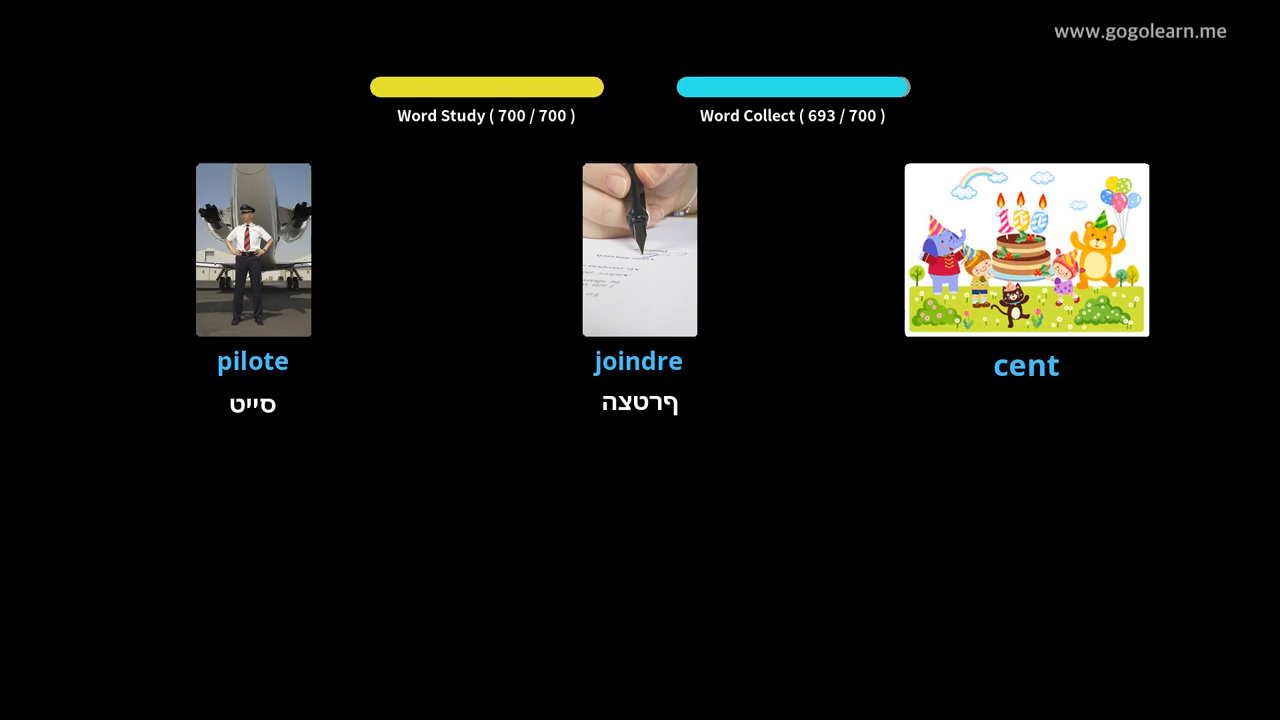 www.gogolearn.me
Word Study ( 700 / 700 )
Word Collect ( 693 / 700 )
pilote
סייט
joindre
ףרטצה
cent